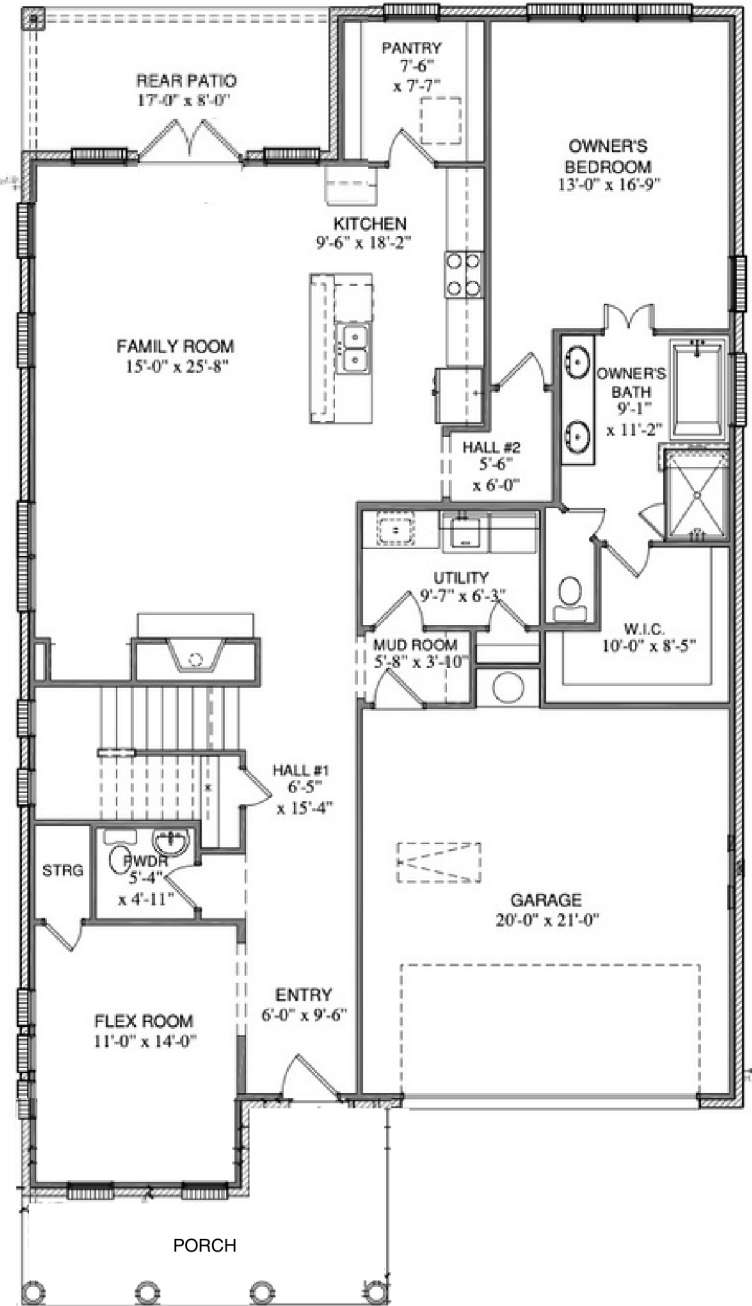 PANTRY
7'-6"
x 7'-7"
REAR PATIO
17'-0" x 8'-0"
OWNER'S
BEDROOM
13'-0" x 16'-9"
KITCHEN
9'-6" x 18'-2"
FAMILY ROOM
15'-0" x 25'-8"
OWNER'S
BATH
9'-1"
x 11'-2"
HALL #2
5'-6"
x 6'-0"
UTILITY
9'-7" x 6'-3"
W.I.C.
10'-0" x 8'-5"
MUD ROOM
5'-8" x 3'-10"
HALL #1
6'-5"
x 15'-4"
STRG
PWDR
5'-4"
x 4'-11"
GARAGE
20'-0" x 21'-0"
ENTRY
6'-0" x 9'-6"
FLEX ROOM
11'-0" x 14'-0"
PORCH